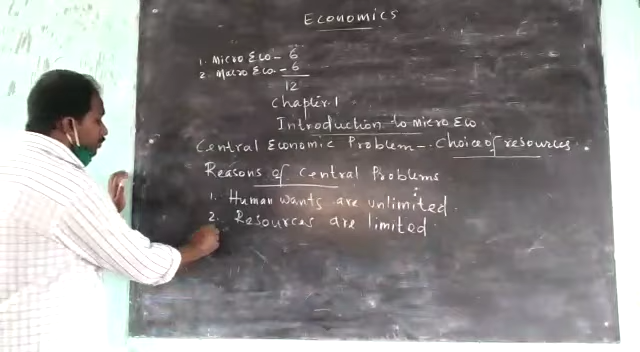 Economics
1. Micro Eco - 6
2. Macro Eco - 6
12
Chapter.1
Introduction to micro Eco.
Central Economic Problem - Choice of resources.
Reasons of central Problems
1. Human wants are unlimited.
2. Resources are limited